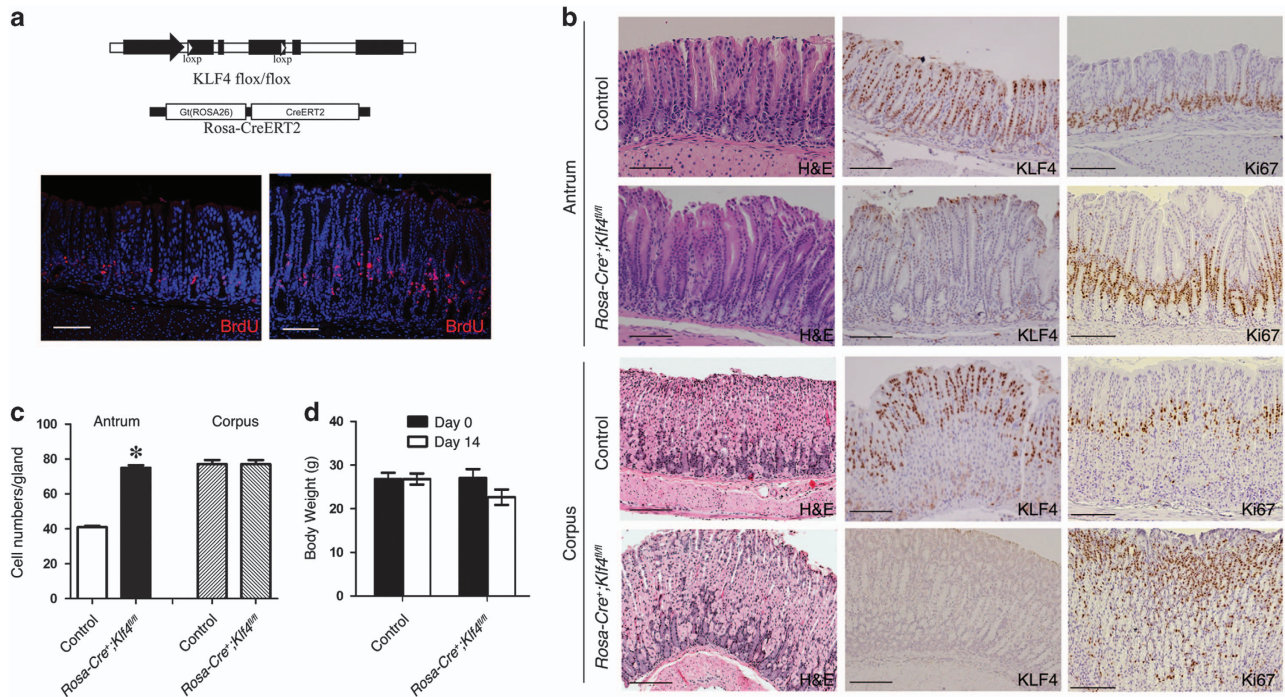 a
loxp
loxp
KLF4 flox/flox
Gt(ROSA26)
CreERT2
Rosa-CreERT2
BrdU
BrdU
b
Antrum
Control
H&E
KLF4
Ki67
Rosa-Cre+;Klf4fl/fl
H&E
KLF4
Ki67
Corpus
Control
H&E
KLF4
Ki67
Rosa-Cre+;Klf4fl/fl
H&E
KLF4
Ki67
c
Antrum
Corpus
*
Cell numbers/gland
100
80
60
40
20
0
Control
Rosa-Cre+;Klf4fl/fl
Control
Rosa-Cre+;Klf4fl/fl
d
Day 0
Day 14
Body Weight (g)
40
30
20
10
0
Control
Rosa-Cre+;Klf4fl/fl